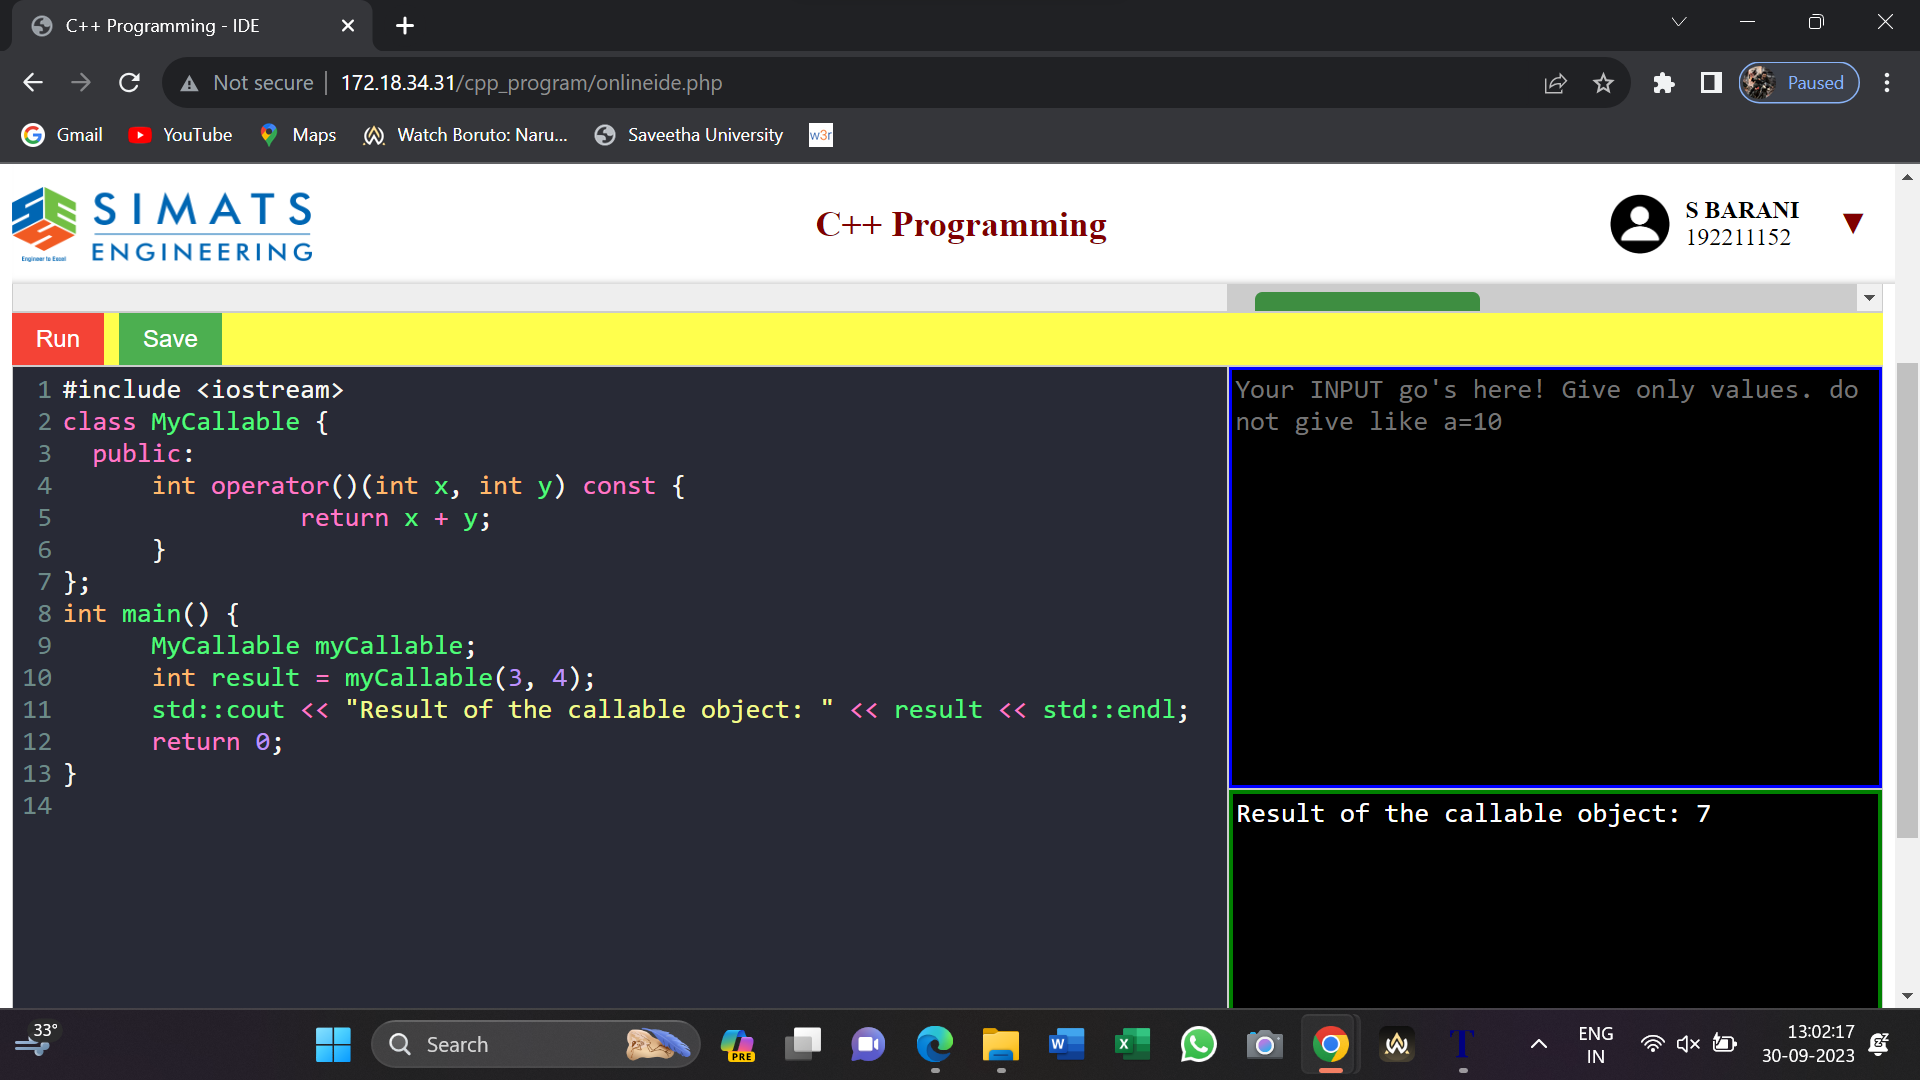 C++ Programming - IDE
Not secure 172.18.34.31/cpp_program/onlineide.php
Paused
Gmail YouTube Maps Watch Boruto: Naru... Saveetha University w3r
SIMATS
ENGINEERING
Engineer to Excel
C++ Programming
S BARANI
192211152
Run Save
1 #include <iostream>
2 class MyCallable {
3 public:
4 int operator()(int x, int y) const {
5 return x + y;
6 }
7 };
8 int main() {
9 MyCallable myCallable;
10 int result = myCallable(3, 4);
11 std::cout << "Result of the callable object: " << result << std::endl;
12 return 0;
13 }
14
Your INPUT go's here! Give only values. do
not give like a=10
Result of the callable object: 7
33°
Search
PRE
ENG
IN
13:02:17
30-09-2023